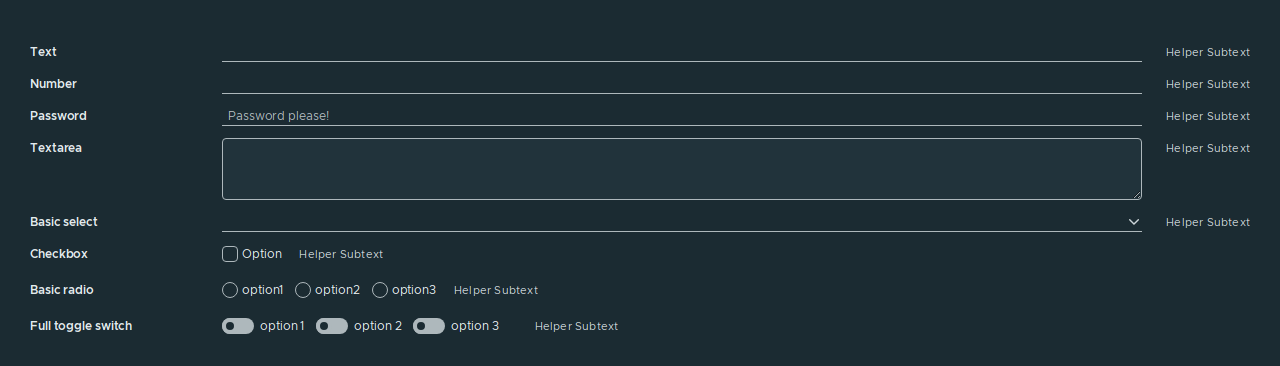 Text Helper Subtext
Number Helper Subtext
Password Password please! Helper Subtext
Textarea Helper Subtext
Basic select Helper Subtext
Checkbox Option Helper Subtext
Basic radio option1 option2 option3 Helper Subtext
Full toggle switch option 1 option 2 option 3 Helper Subtext